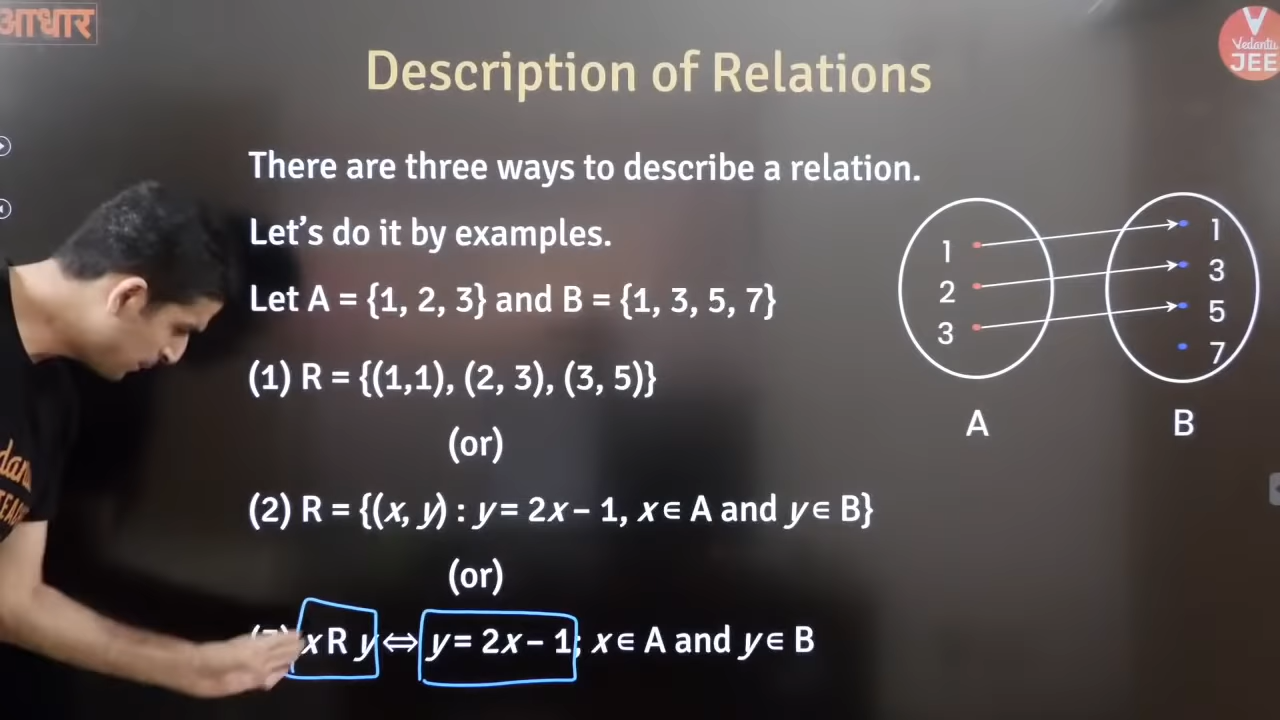 आधार
Vedantu
JEE
Description of Relations
There are three ways to describe a relation.
Let's do it by examples.
Let A = {1, 2, 3} and B = {1, 3, 5, 7}
(1) R = {(1,1), (2, 3), (3, 5)}
(or)
(2) R = {(x, y) : y = 2x – 1, x ∈ A and y ∈ B}
(or)
x R y ⇔ y = 2x – 1; x ∈ A and y ∈ B
1
2
3
A
1
3
5
7
B